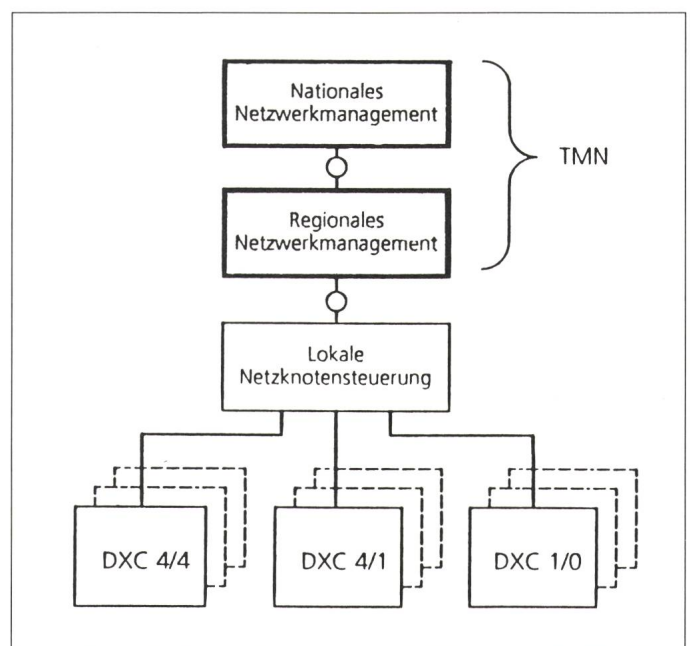 Nationales
Netzwerkmanagement
TMN
Regionales
Netzwerkmanagement
Lokale
Netzknotensteuerung
DXC 4/4
DXC 4/1
DXC 1/0